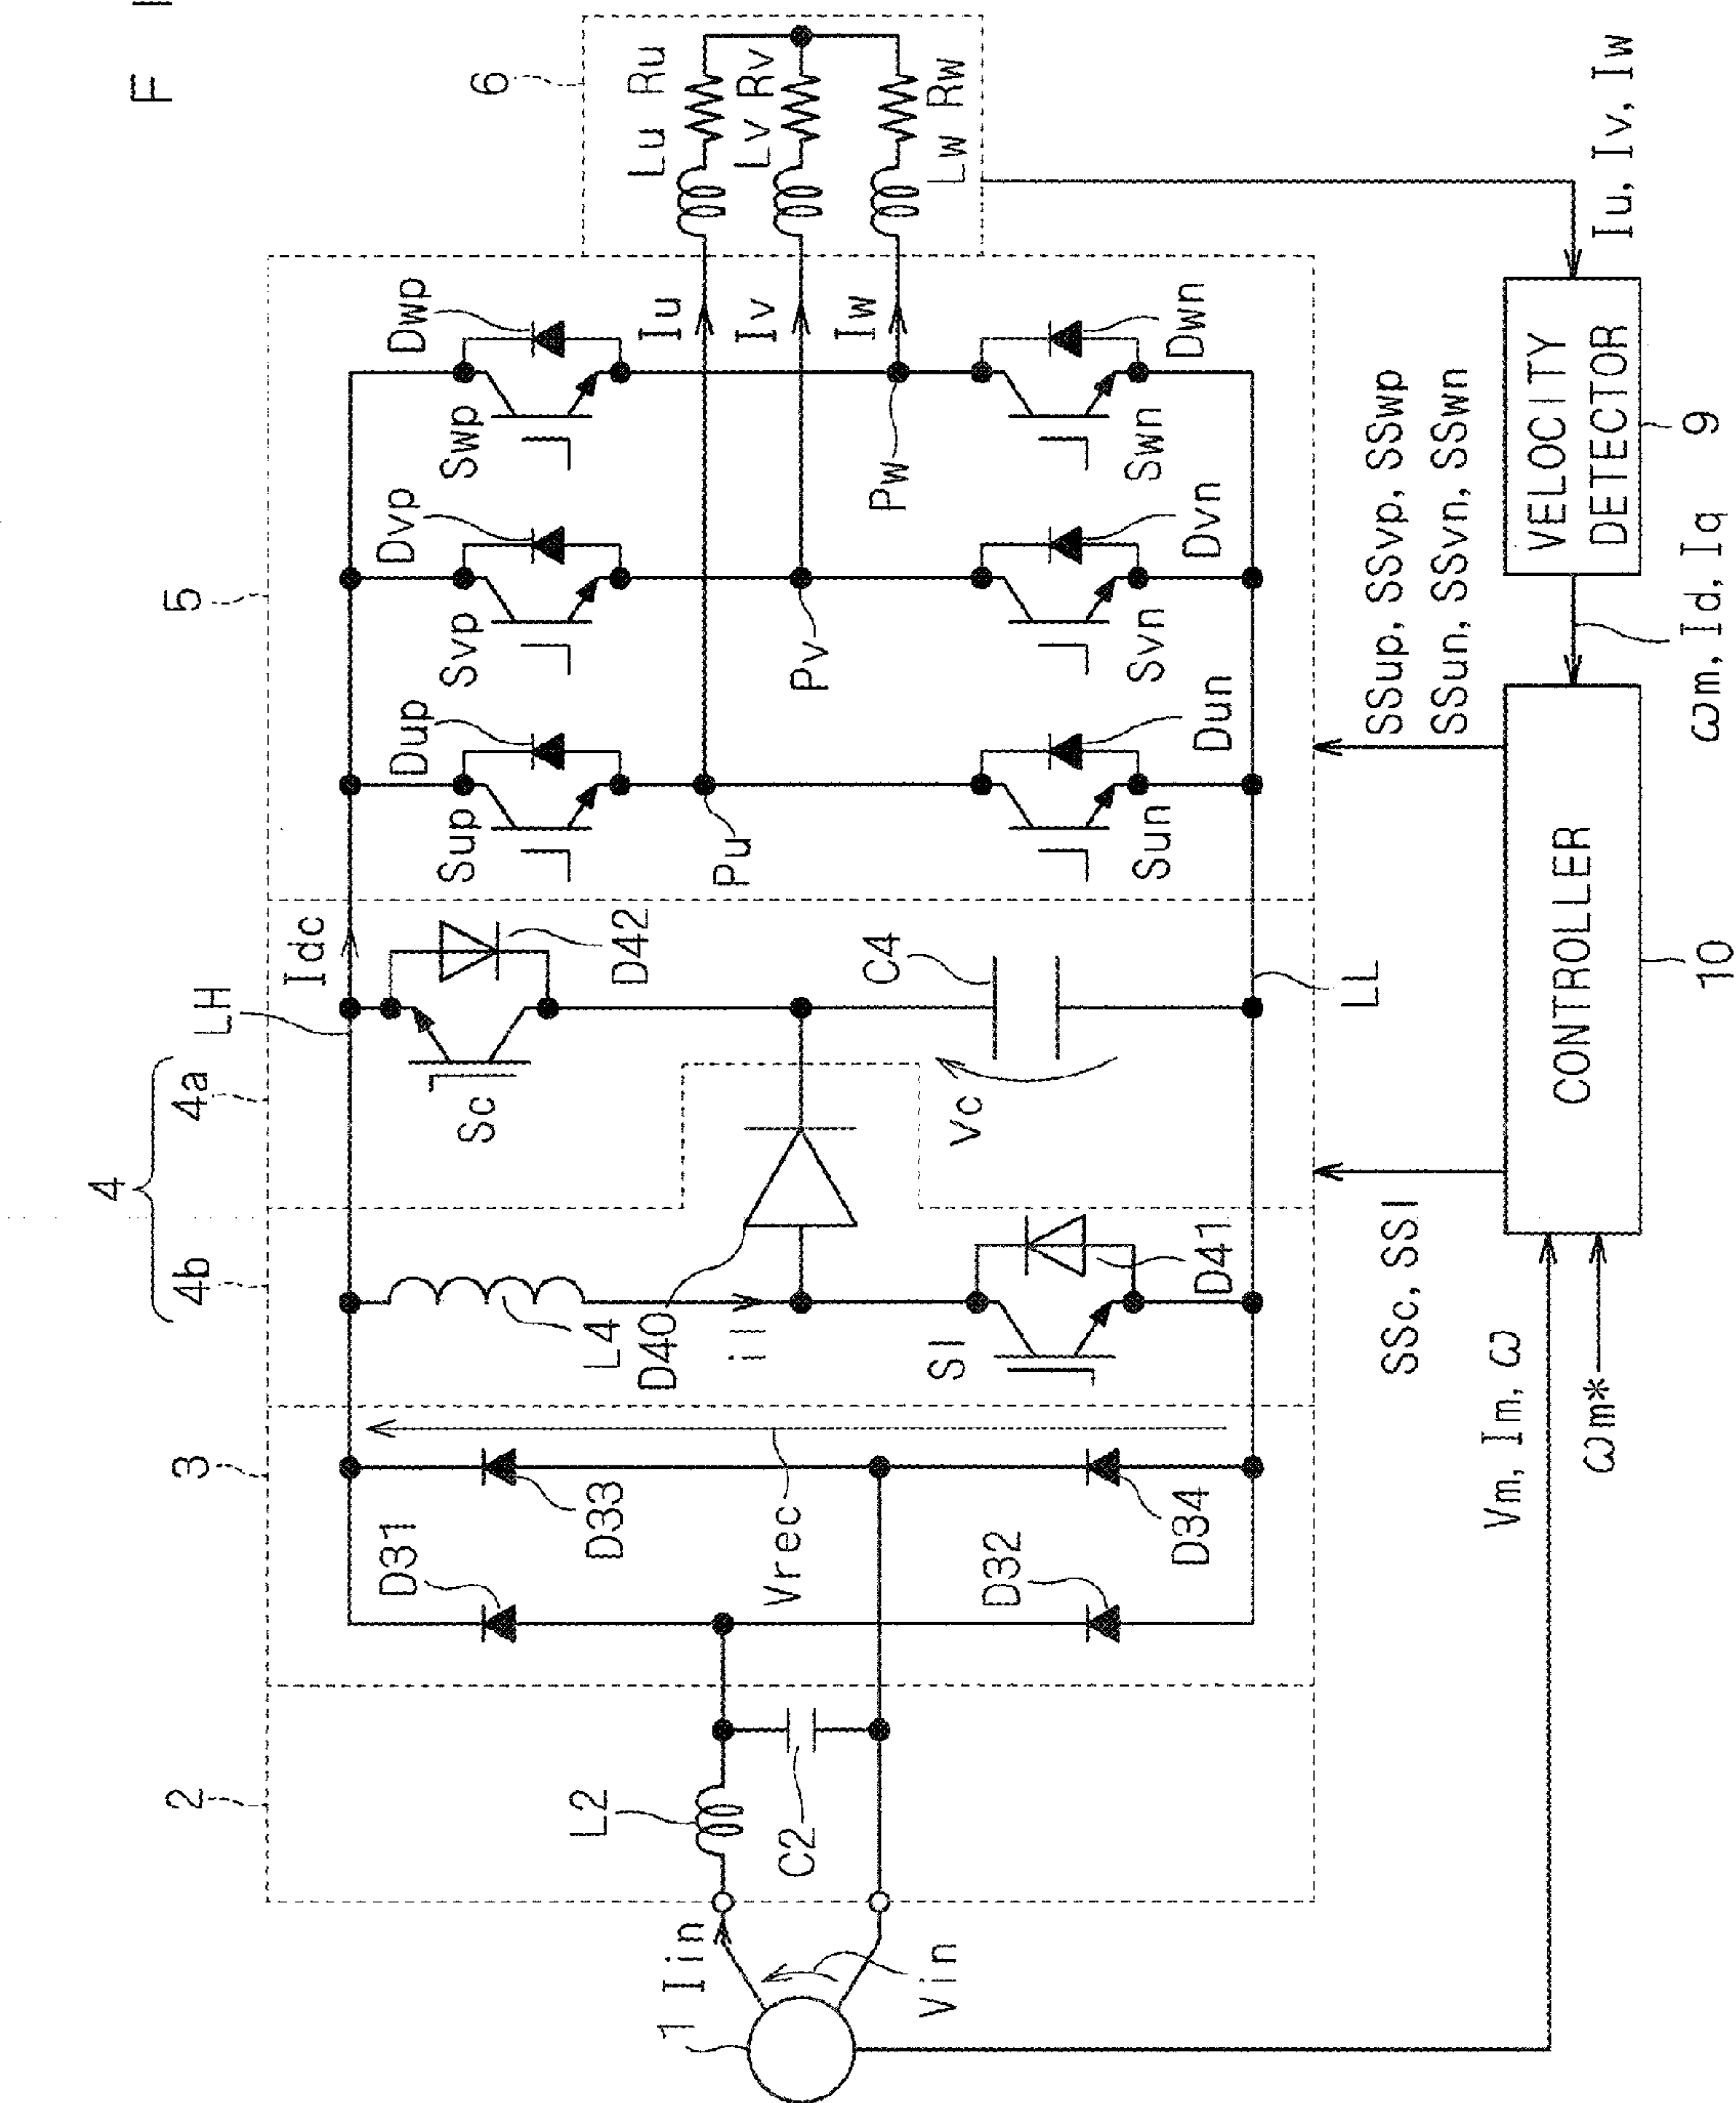 F I
1
Iin
Vin
2
L2
C2
3
D31
D32
D33
D34
Vrec
4
4b
4a
L4
il
D40
Sl
D41
LH
Idc
Sc
D42
C4
Vc
LL
5
Sup
Dup
Svp
Dvp
Swp
Dwp
Pu
Pv
Pw
Iu
Iv
Iw
Sun
Dun
Svn
Dvn
Swn
Dwn
6
Lu Ru
Lv Rv
Lw Rw
Iu, Iv, Iw
VELOCITY
DETECTOR
9
ωm, Id, Iq
SSup, SSvp, SSwp
SSun, SSvn, SSwn
CONTROLLER
10
SSc, SSl
Vm, Im, ω
ωm*